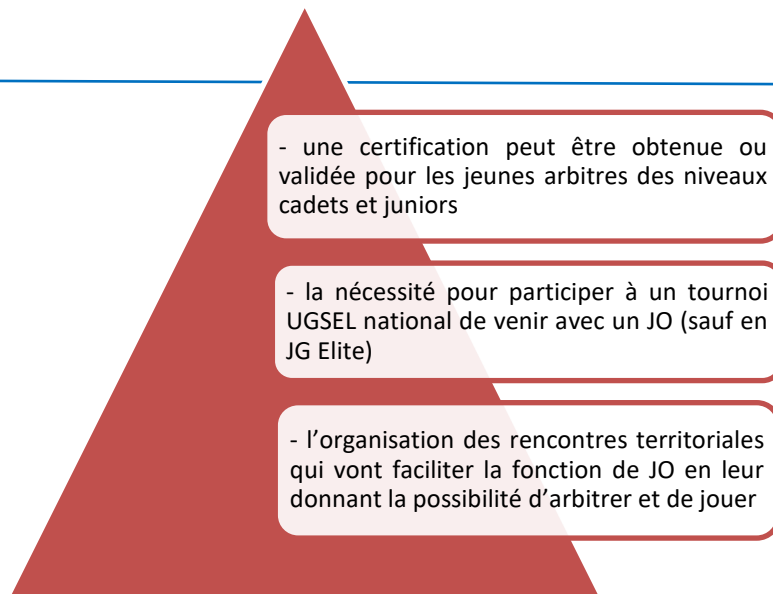 - une certification peut être obtenue ou
validée pour les jeunes arbitres des niveaux
cadets et juniors
- la nécessité pour participer à un tournoi
UGSEL national de venir avec un JO (sauf en
JG Elite)
- l’organisation des rencontres territoriales
qui vont faciliter la fonction de JO en leur
donnant la possibilité d’arbitrer et de jouer